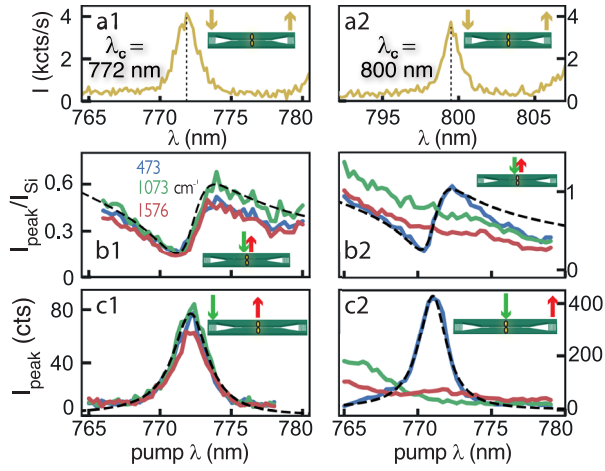 a1
λc =
772 nm
I (kcts/s)
4
2
0
765
770
775
780
λ (nm)
a2
λc =
800 nm
4
2
0
795
800
805
λ (nm)
473
1073 cm⁻¹
1576
Ipeak/ISi
0.6
0.3
0
b1
b2
1
0
c1
Ipeak (cts)
80
40
0
765
770
775
780
pump λ (nm)
c2
400
200
0
765
770
775
780
pump λ (nm)